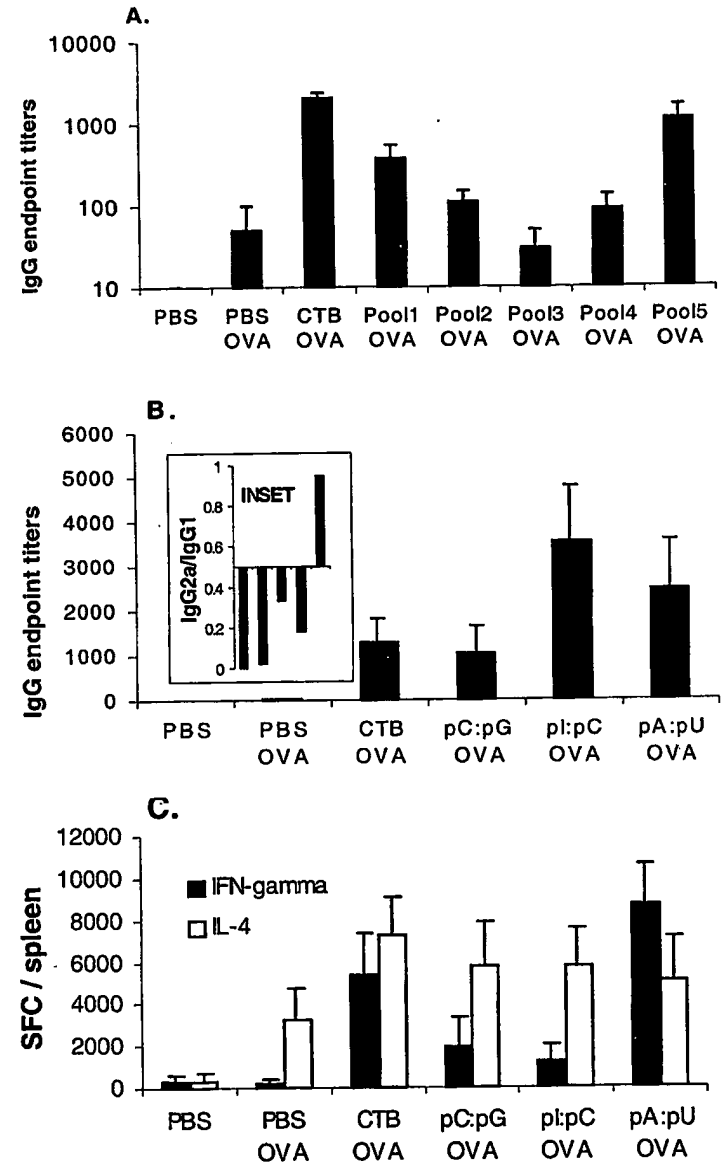 A.
IgG endpoint titers
10000
1000
100
10
PBS PBS CTB Pool1 Pool2 Pool3 Pool4 Pool5
OVA OVA OVA OVA OVA OVA OVA
B.
IgG endpoint titers
6000
5000
4000
3000
2000
1000
0
INSET
IgG2a/IgG1
1
0.8
0.6
0.4
0.2
0
PBS PBS CTB pC:pG pI:pC pA:pU
OVA OVA OVA OVA OVA
C.
SFC / spleen
12000
10000
8000
6000
4000
2000
0
IFN-gamma
IL-4
PBS PBS CTB pC:pG pI:pC pA:pU
OVA OVA OVA OVA OVA